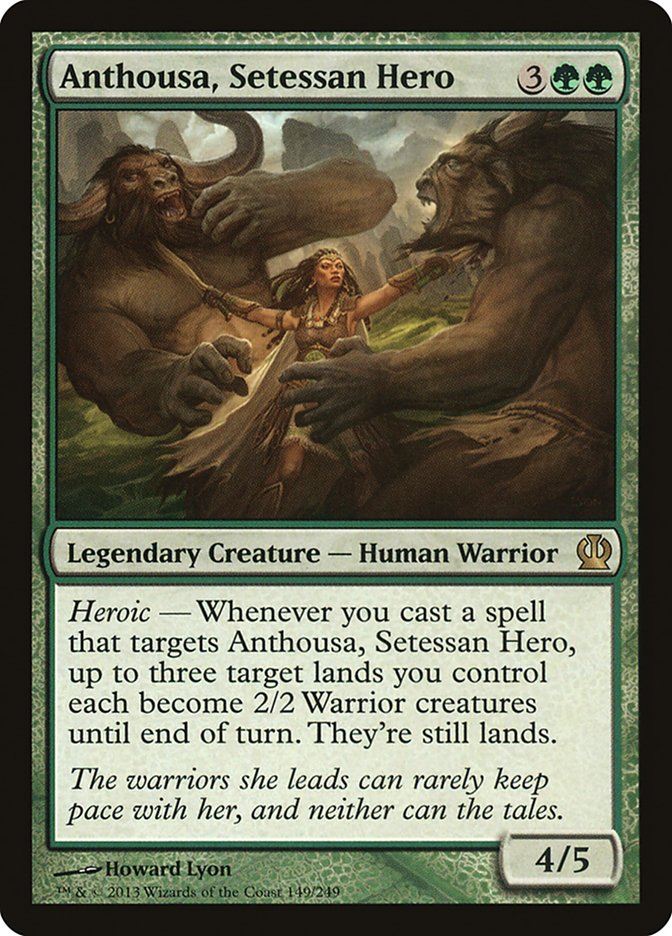 Anthousa, Setessan Hero 3
Legendary Creature — Human Warrior
Heroic — Whenever you cast a spell
that targets Anthousa, Setessan Hero,
up to three target lands you control
each become 2/2 Warrior creatures
until end of turn. They're still lands.
The warriors she leads can rarely keep
pace with her, and neither can the tales.
4/5
Howard Lyon
™ & © 2013 Wizards of the Coast 149/249